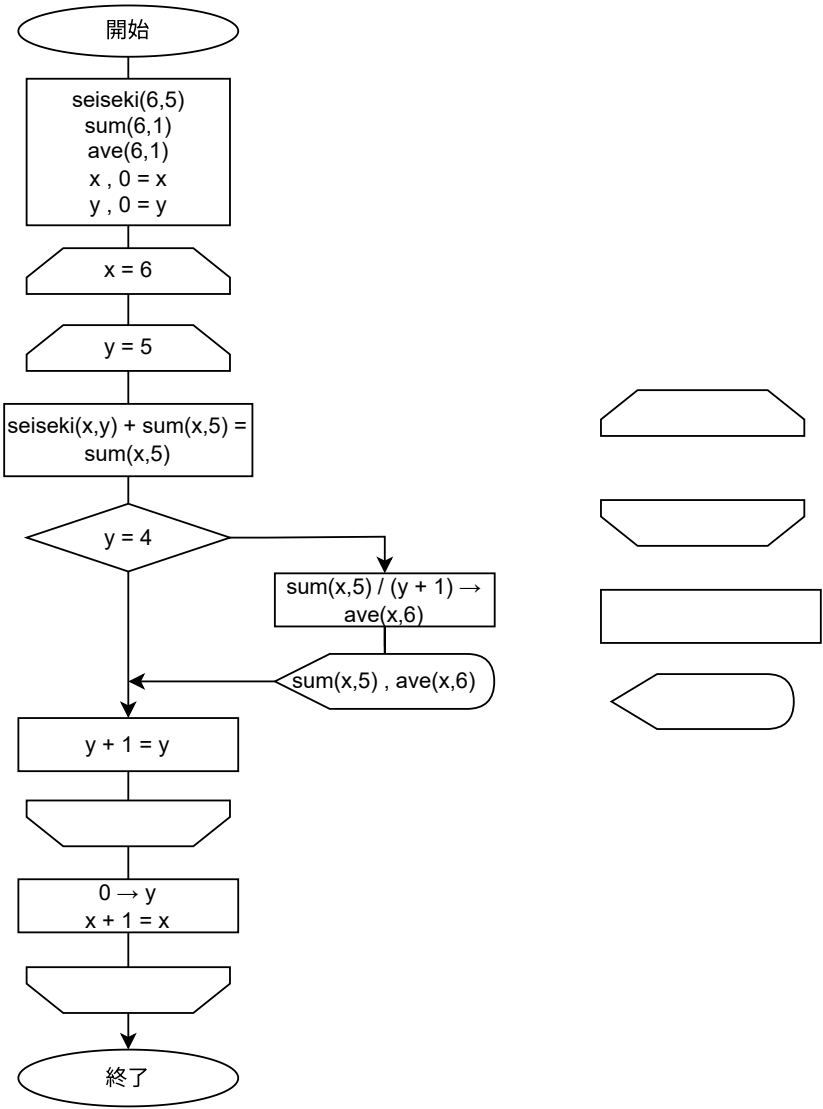 開始
seiseki(6,5)
sum(6,1)
ave(6,1)
x , 0 = x
y , 0 = y
x = 6
y = 5
seiseki(x,y) + sum(x,5) =
sum(x,5)
y = 4
sum(x,5) / (y + 1) →
ave(x,6)
sum(x,5) , ave(x,6)
y + 1 = y
0 → y
x + 1 = x
終了